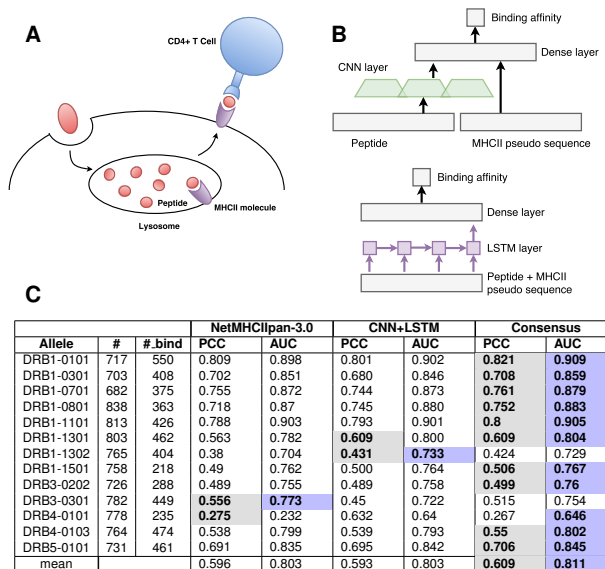 A
CD4+ T Cell
Peptide
MHCII molecule
Lysosome
B
Binding affinity
Dense layer
CNN layer
Peptide
MHCII pseudo sequence
Binding affinity
Dense layer
LSTM layer
Peptide + MHCII
pseudo sequence
C
NetMHCIIpan-3.0 CNN+LSTM Consensus
Allele # #_bind PCC AUC PCC AUC PCC AUC
DRB1-0101 717 550 0.809 0.898 0.801 0.902 0.821 0.909
DRB1-0301 703 408 0.702 0.851 0.680 0.846 0.708 0.859
DRB1-0701 682 375 0.755 0.872 0.744 0.873 0.761 0.879
DRB1-0801 838 363 0.718 0.87 0.745 0.880 0.752 0.883
DRB1-1101 813 426 0.788 0.903 0.793 0.901 0.8 0.905
DRB1-1301 803 462 0.563 0.782 0.609 0.800 0.609 0.804
DRB1-1302 765 404 0.38 0.704 0.431 0.733 0.424 0.729
DRB1-1501 758 218 0.49 0.762 0.500 0.764 0.506 0.767
DRB3-0202 726 288 0.489 0.755 0.489 0.758 0.499 0.76
DRB3-0301 782 449 0.556 0.773 0.45 0.722 0.515 0.754
DRB4-0101 778 235 0.275 0.232 0.632 0.64 0.267 0.646
DRB4-0103 764 474 0.538 0.799 0.539 0.793 0.55 0.802
DRB5-0101 731 461 0.691 0.835 0.695 0.842 0.706 0.845
mean 0.596 0.803 0.593 0.803 0.609 0.811